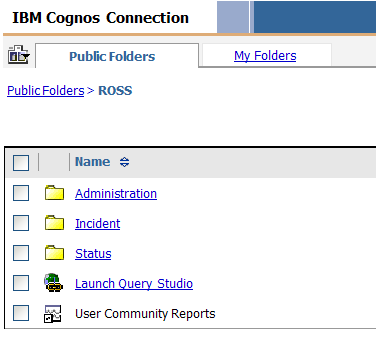 IBM Cognos Connection
Public Folders My Folders
Public Folders > ROSS
Name
Administration
Incident
Status
Launch Query Studio
User Community Reports